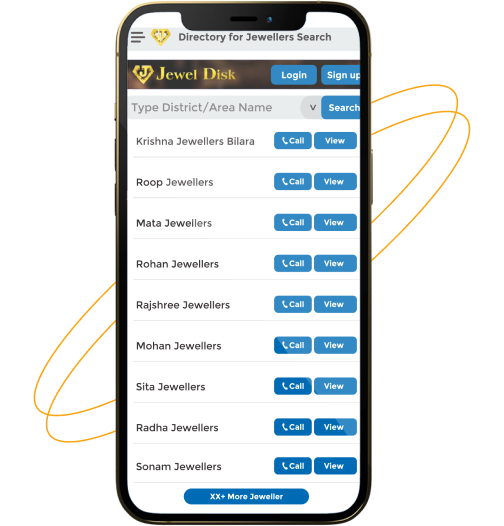 Directory for Jewellers Search
Jewel Disk Login Sign up
Type District/Area Name v Search
Krishna Jewellers Bilara Call View
Roop Jewellers Call View
Mata Jewellers Call View
Rohan Jewellers Call View
Rajshree Jewellers Call View
Mohan Jewellers Call View
Sita Jewellers Call View
Radha Jewellers Call View
Sonam Jewellers Call View
XX+ More Jeweller